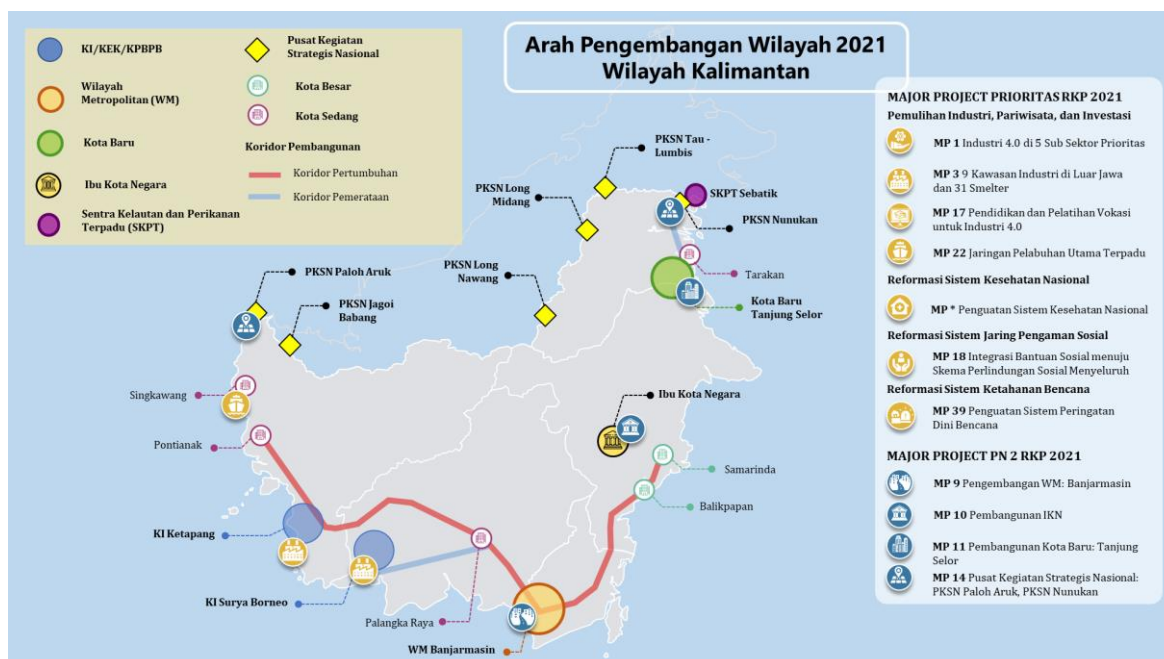 Arah Pengembangan Wilayah 2021
Wilayah Kalimantan
KI/KEK/KPBPB
Wilayah
Metropolitan (WM)
Kota Baru
Ibu Kota Negara
Sentra Kelautan dan Perikanan
Terpadu (SKPT)
Pusat Kegiatan
Strategis Nasional
Kota Besar
Kota Sedang
Koridor Pembangunan
Koridor Pertumbuhan
Koridor Pemerataan
PKSN Tau -
Lumbis
PKSN Long
Midang
SKPT Sebatik
PKSN Nunukan
PKSN Paloh Aruk
PKSN Long
Nawang
Tarakan
PKSN Jagoi
Babang
Kota Baru
Tanjung Selor
Singkawang
Ibu Kota Negara
Pontianak
Samarinda
Balikpapan
KI Ketapang
KI Surya Borneo
Palangka Raya
WM Banjarmasin
MAJOR PROJECT PRIORITAS RKP 2021
Pemulihan Industri, Pariwisata, dan Investasi
MP 1 Industri 4.0 di 5 Sub Sektor Prioritas
MP 3 9 Kawasan Industri di Luar Jawa
dan 31 Smelter
MP 17 Pendidikan dan Pelatihan Vokasi
untuk Industri 4.0
MP 22 Jaringan Pelabuhan Utama Terpadu
Reformasi Sistem Kesehatan Nasional
MP * Penguatan Sistem Kesehatan Nasional
Reformasi Sistem Jaring Pengaman Sosial
MP 18 Integrasi Bantuan Sosial menuju
Skema Perlindungan Sosial Menyeluruh
Reformasi Sistem Ketahanan Bencana
MP 39 Penguatan Sistem Peringatan
Dini Bencana
MAJOR PROJECT PN 2 RKP 2021
MP 9 Pengembangan WM: Banjarmasin
MP 10 Pembangunan IKN
MP 11 Pembangunan Kota Baru: Tanjung
Selor
MP 14 Pusat Kegiatan Strategis Nasional:
PKSN Paloh Aruk, PKSN Nunukan